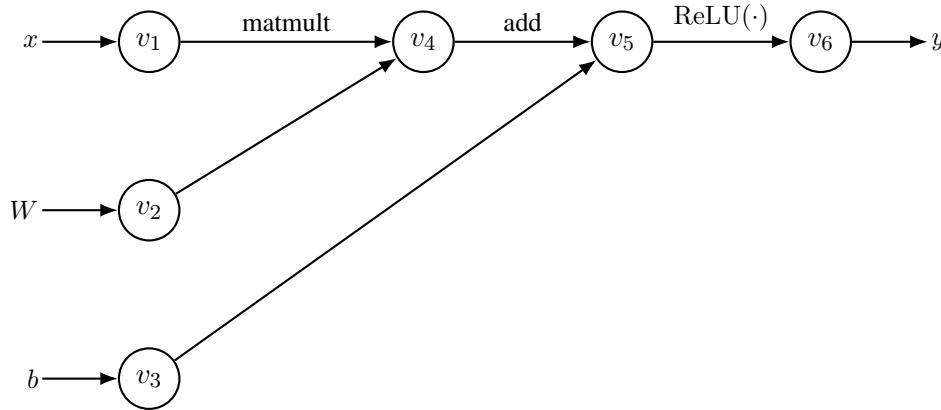 matmult add ReLU(·)
x v₁ v₄ v₅ v₆ y
W v₂
b v₃